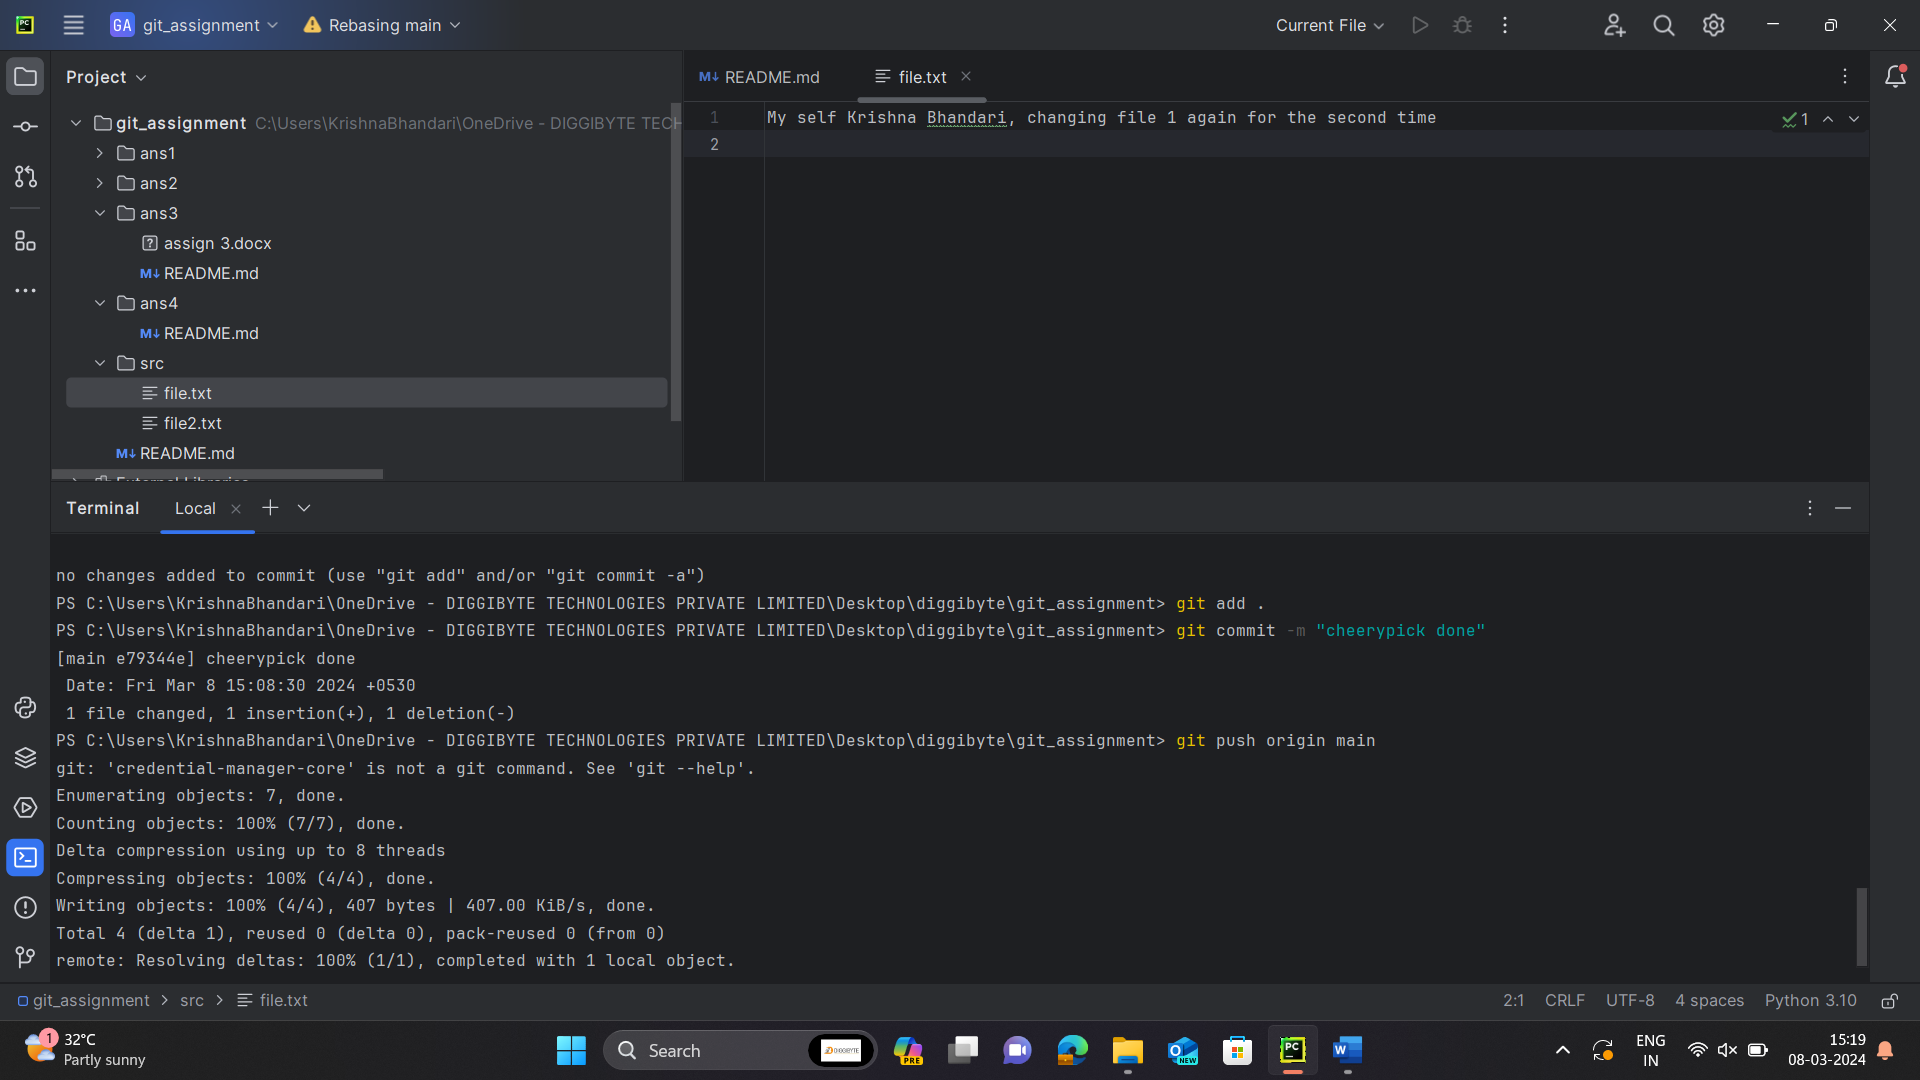 PC
GA git_assignment
Rebasing main
Current File
Project
git_assignment C:\Users\KrishnaBhandari\OneDrive - DIGGIBYTE TECH
ans1
ans2
ans3
assign 3.docx
README.md
ans4
README.md
src
file.txt
file2.txt
README.md
External Libraries
README.md
file.txt
1 My self Krishna Bhandari, changing file 1 again for the second time
1
2
Terminal
Local
no changes added to commit (use "git add" and/or "git commit -a")
PS C:\Users\KrishnaBhandari\OneDrive - DIGGIBYTE TECHNOLOGIES PRIVATE LIMITED\Desktop\diggibyte\git_assignment> git add .
PS C:\Users\KrishnaBhandari\OneDrive - DIGGIBYTE TECHNOLOGIES PRIVATE LIMITED\Desktop\diggibyte\git_assignment> git commit -m "cheerypick done"
[main e79344e] cheerypick done
Date: Fri Mar 8 15:08:30 2024 +0530
1 file changed, 1 insertion(+), 1 deletion(-)
PS C:\Users\KrishnaBhandari\OneDrive - DIGGIBYTE TECHNOLOGIES PRIVATE LIMITED\Desktop\diggibyte\git_assignment> git push origin main
git: 'credential-manager-core' is not a git command. See 'git --help'.
Enumerating objects: 7, done.
Counting objects: 100% (7/7), done.
Delta compression using up to 8 threads
Compressing objects: 100% (4/4), done.
Writing objects: 100% (4/4), 407 bytes | 407.00 KiB/s, done.
Total 4 (delta 1), reused 0 (delta 0), pack-reused 0 (from 0)
remote: Resolving deltas: 100% (1/1), completed with 1 local object.
git_assignment > src > file.txt
2:1 CRLF UTF-8 4 spaces Python 3.10
1
32°C
Partly sunny
Search
DIGGIBYTE
PRE
NEW
PC
W
ENG
IN
15:19
08-03-2024